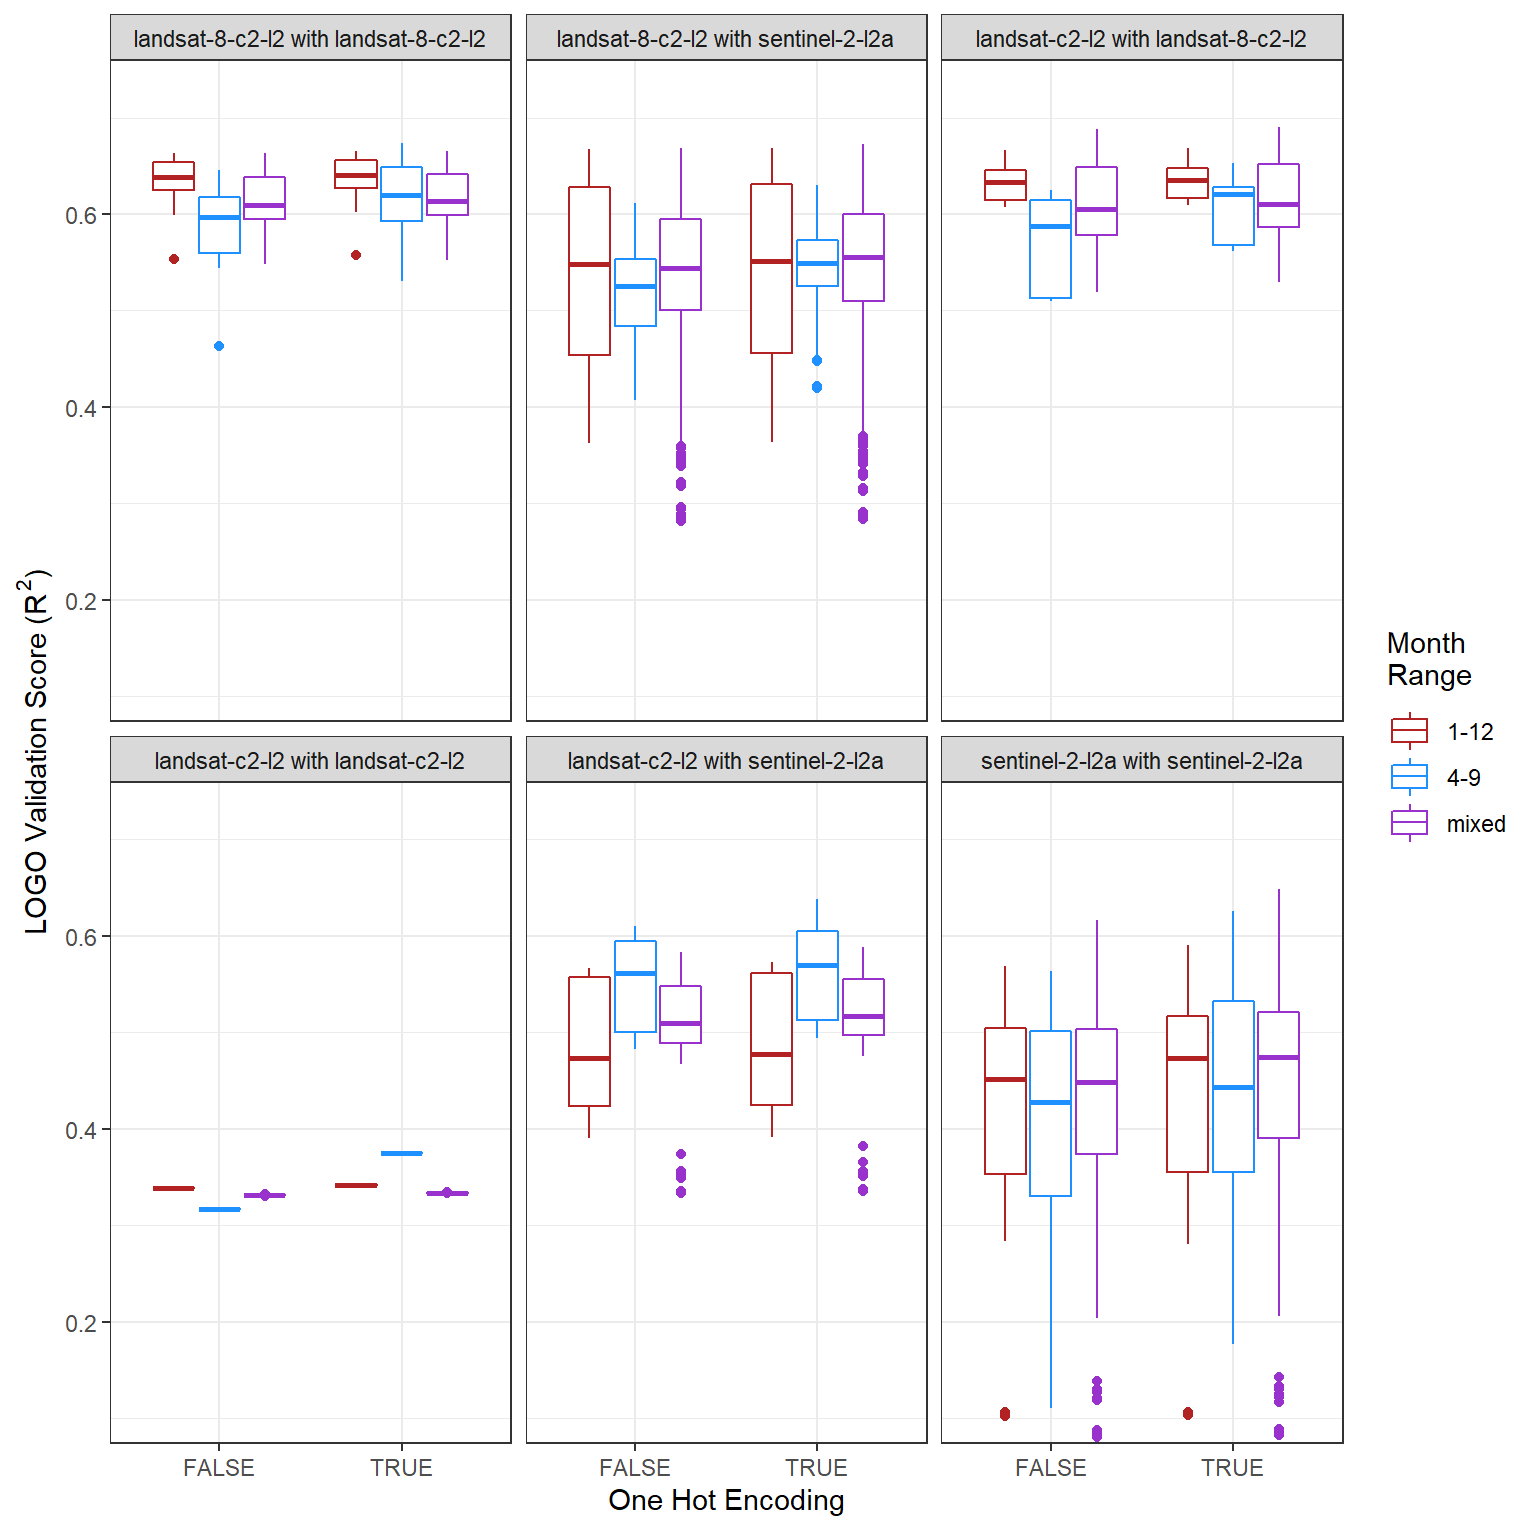 landsat-8-c2-l2 with landsat-8-c2-l2
landsat-8-c2-l2 with sentinel-2-l2a
landsat-c2-l2 with landsat-8-c2-l2
0.6
0.4
0.2
landsat-c2-l2 with landsat-c2-l2
landsat-c2-l2 with sentinel-2-l2a
sentinel-2-l2a with sentinel-2-l2a
0.6
0.4
0.2
FALSE
TRUE
FALSE
TRUE
FALSE
TRUE
One Hot Encoding
LOGO Validation Score (R²)
Month
Range
1-12
4-9
mixed